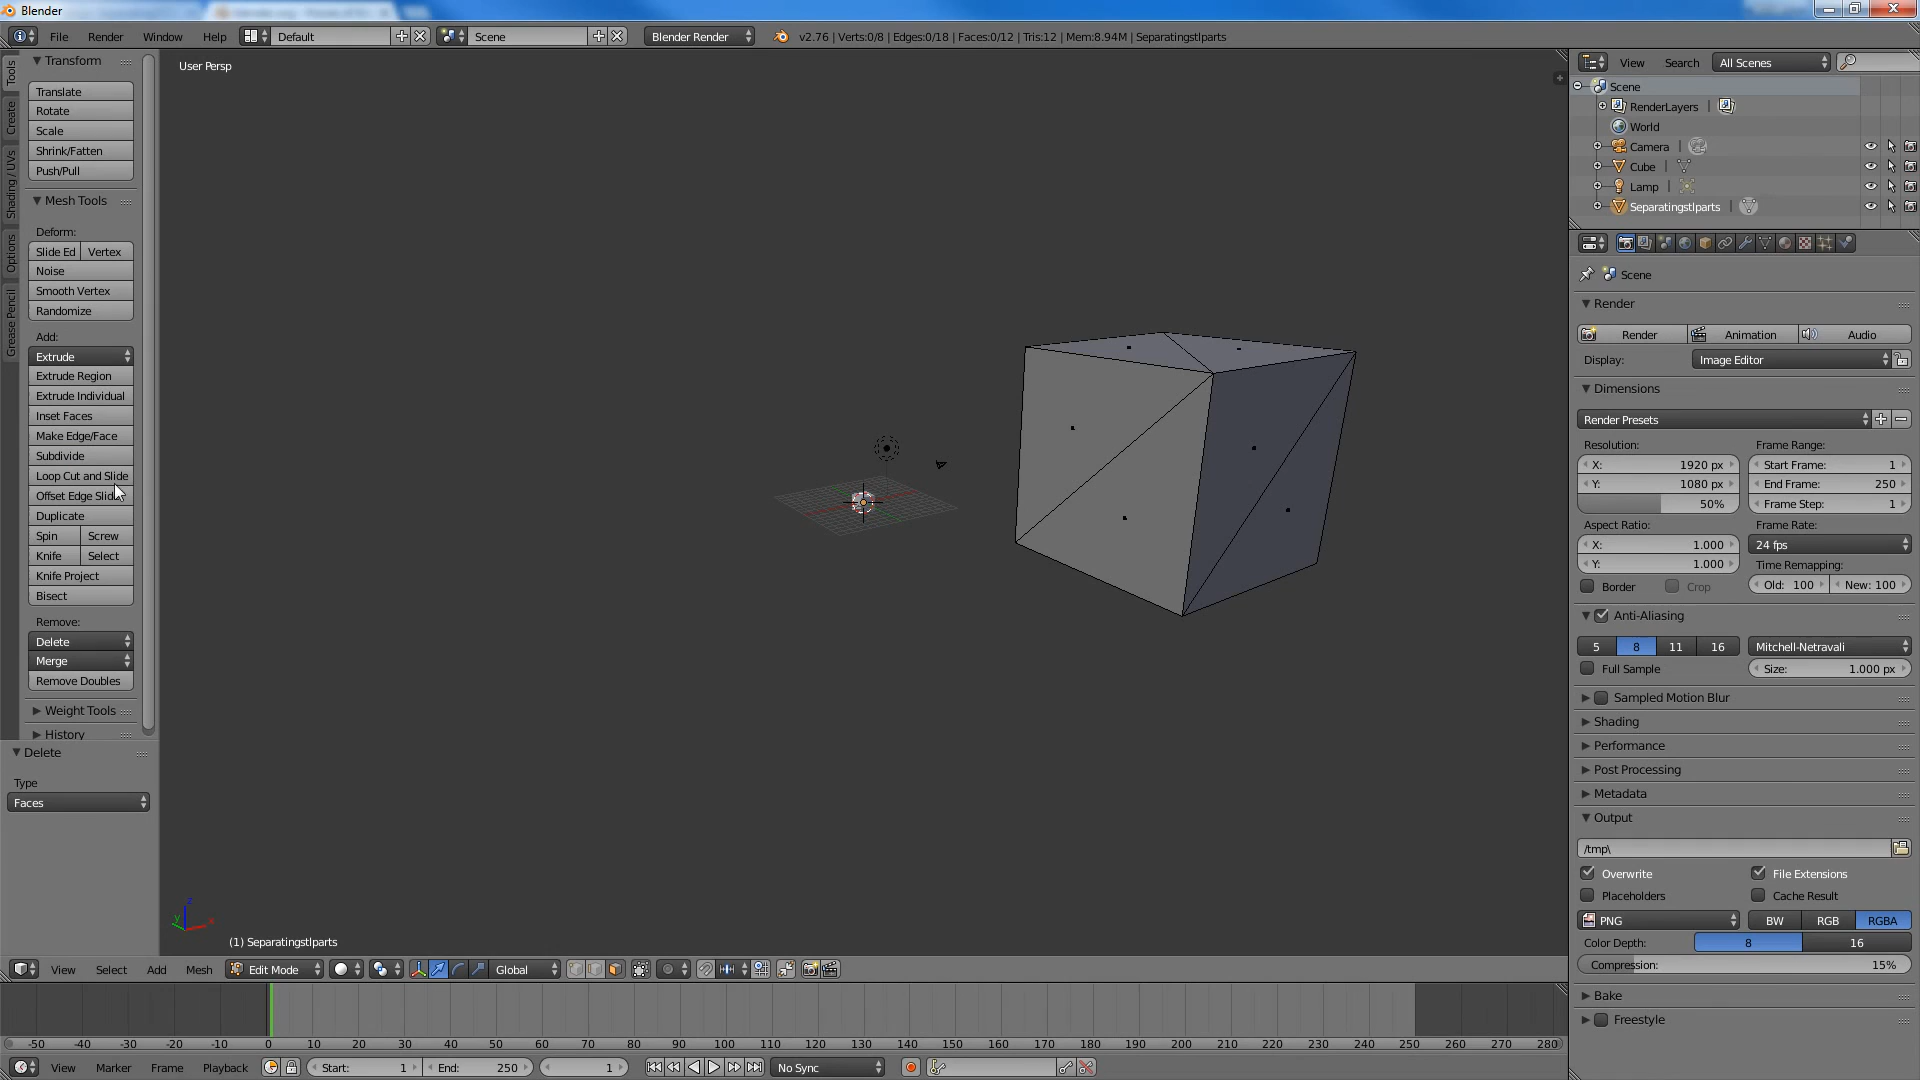 Blender
File Render Window Help Default Scene Blender Render v2.76 | Verts:0/8 | Edges:0/18 | Faces:0/12 | Tris:12 | Mem:8.94M | Separatingstlparts
Tools
Create
Shading / UVs
Options
Grease Pencil
Transform
Translate
Rotate
Scale
Shrink/Fatten
Push/Pull
Mesh Tools
Deform:
Slide Ed Vertex
Noise
Smooth Vertex
Randomize
Add:
Extrude
Extrude Region
Extrude Individual
Inset Faces
Make Edge/Face
Subdivide
Loop Cut and Slide
Offset Edge Slide
Duplicate
Spin Screw
Knife Select
Knife Project
Bisect
Remove:
Delete
Merge
Remove Doubles
Weight Tools
History
Delete
Type
Faces
User Persp
z
y x
(1) Separatingstlparts
View Select Add Mesh Edit Mode Global
-50 -40 -30 -20 -10 0 10 20 30 40 50 60 70 80 90 100 110 120 130 140 150 160 170 180 190 200 210 220 230 240 250 260 270 280
View Marker Frame Playback Start: 1 End: 250 1 No Sync
View Search All Scenes
Scene
RenderLayers |
World
Camera |
Cube |
Lamp |
Separatingstlparts |
Scene
Render
Render Animation Audio
Display: Image Editor
Dimensions
Render Presets
Resolution: Frame Range:
X: 1920 px Start Frame: 1
Y: 1080 px End Frame: 250
50% Frame Step: 1
Aspect Ratio: Frame Rate:
X: 1.000 24 fps
Y: 1.000 Time Remapping:
Border Crop Old: 100 New: 100
Anti-Aliasing
5 8 11 16 Mitchell-Netravali
Full Sample Size: 1.000 px
Sampled Motion Blur
Shading
Performance
Post Processing
Metadata
Output
/tmp\
Overwrite File Extensions
Placeholders Cache Result
PNG BW RGB RGBA
Color Depth: 8 16
Compression: 15%
Bake
Freestyle